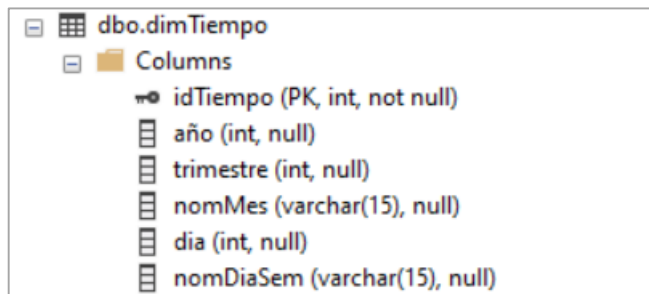 dbo.dimTiempo
Columns
idTiempo (PK, int, not null)
año (int, null)
trimestre (int, null)
nomMes (varchar(15), null)
dia (int, null)
nomDiaSem (varchar(15), null)